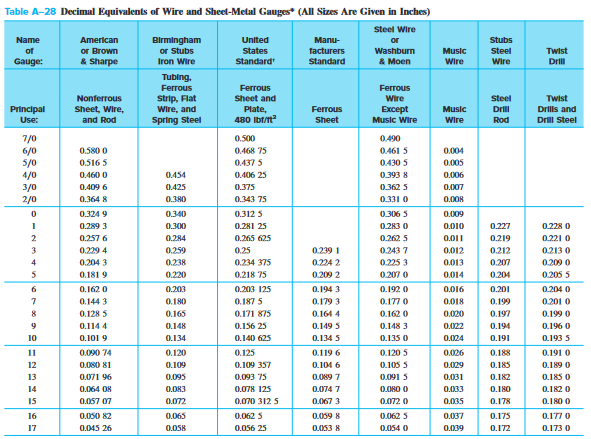 Table A–28 Decimal Equivalents of Wire and Sheet-Metal Gauges* (All Sizes Are Given in Inches)
Name of Gauge: American or Brown & Sharpe Birmingham or Stubs Iron Wire United States Standard† Manu-facturers Standard Steel Wire or Washburn & Moen Music Wire Stubs Steel Wire Twist Drill
Principal Use: Nonferrous Sheet, Wire, and Rod Tubing, Ferrous Strip, Flat Wire, and Spring Steel Ferrous Sheet and Plate, 480 lbf/ft³ Ferrous Sheet Ferrous Wire Except Music Wire Music Wire Steel Drill Rod Twist Drills and Drill Steel
7/0 0.500 0.490
6/0 0.580 0 0.468 75 0.461 5 0.004
5/0 0.516 5 0.437 5 0.430 5 0.005
4/0 0.460 0 0.454 0.406 25 0.393 8 0.006
3/0 0.409 6 0.425 0.375 0.362 5 0.007
2/0 0.364 8 0.380 0.343 75 0.331 0 0.008
0 0.324 9 0.340 0.312 5 0.306 5 0.009
1 0.289 3 0.300 0.281 25 0.283 0 0.010 0.227 0.228 0
2 0.257 6 0.284 0.265 625 0.262 5 0.011 0.219 0.221 0
3 0.229 4 0.259 0.25 0.239 1 0.243 7 0.012 0.212 0.213 0
4 0.204 3 0.238 0.234 375 0.224 2 0.225 3 0.013 0.207 0.209 0
5 0.181 9 0.220 0.218 75 0.209 2 0.207 0 0.014 0.204 0.205 5
6 0.162 0 0.203 0.203 125 0.194 3 0.192 0 0.016 0.201 0.204 0
7 0.144 3 0.180 0.187 5 0.179 3 0.177 0 0.018 0.199 0.201 0
8 0.128 5 0.165 0.171 875 0.164 4 0.162 0 0.020 0.197 0.199 0
9 0.114 4 0.148 0.156 25 0.149 5 0.148 3 0.022 0.194 0.196 0
10 0.101 9 0.134 0.140 625 0.134 5 0.135 0 0.024 0.191 0.193 5
11 0.090 74 0.120 0.125 0.119 6 0.120 5 0.026 0.188 0.191 0
12 0.080 81 0.109 0.109 357 0.104 6 0.105 5 0.029 0.185 0.189 0
13 0.071 96 0.095 0.093 75 0.089 7 0.091 5 0.031 0.182 0.185 0
14 0.064 08 0.083 0.078 125 0.074 7 0.080 0 0.033 0.180 0.182 0
15 0.057 07 0.072 0.070 312 5 0.067 3 0.072 0 0.035 0.178 0.180 0
16 0.050 82 0.065 0.062 5 0.059 8 0.062 5 0.037 0.175 0.177 0
17 0.045 26 0.058 0.056 25 0.053 8 0.054 0 0.039 0.172 0.173 0